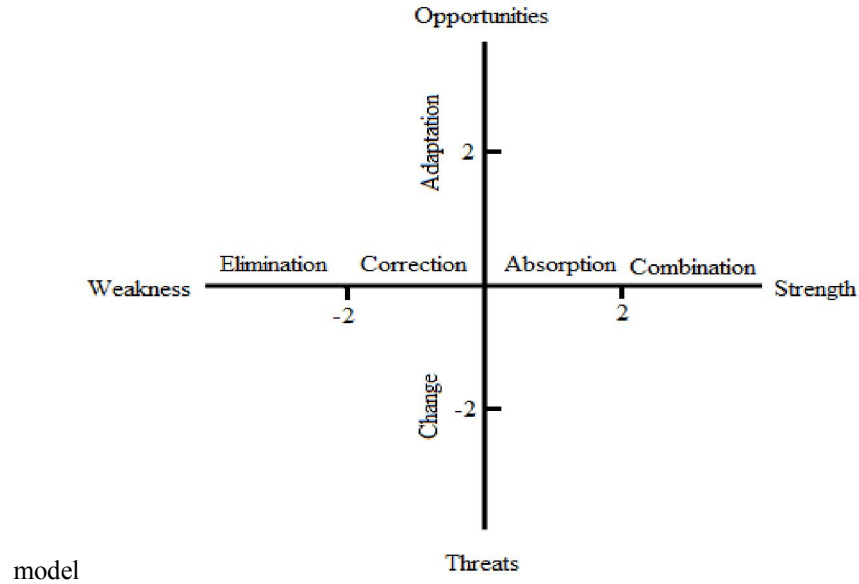 Opportunities
Adaptation
2
Elimination Correction Absorption Combination
Weakness Strength
-2 2
Change
-2
Threats
model